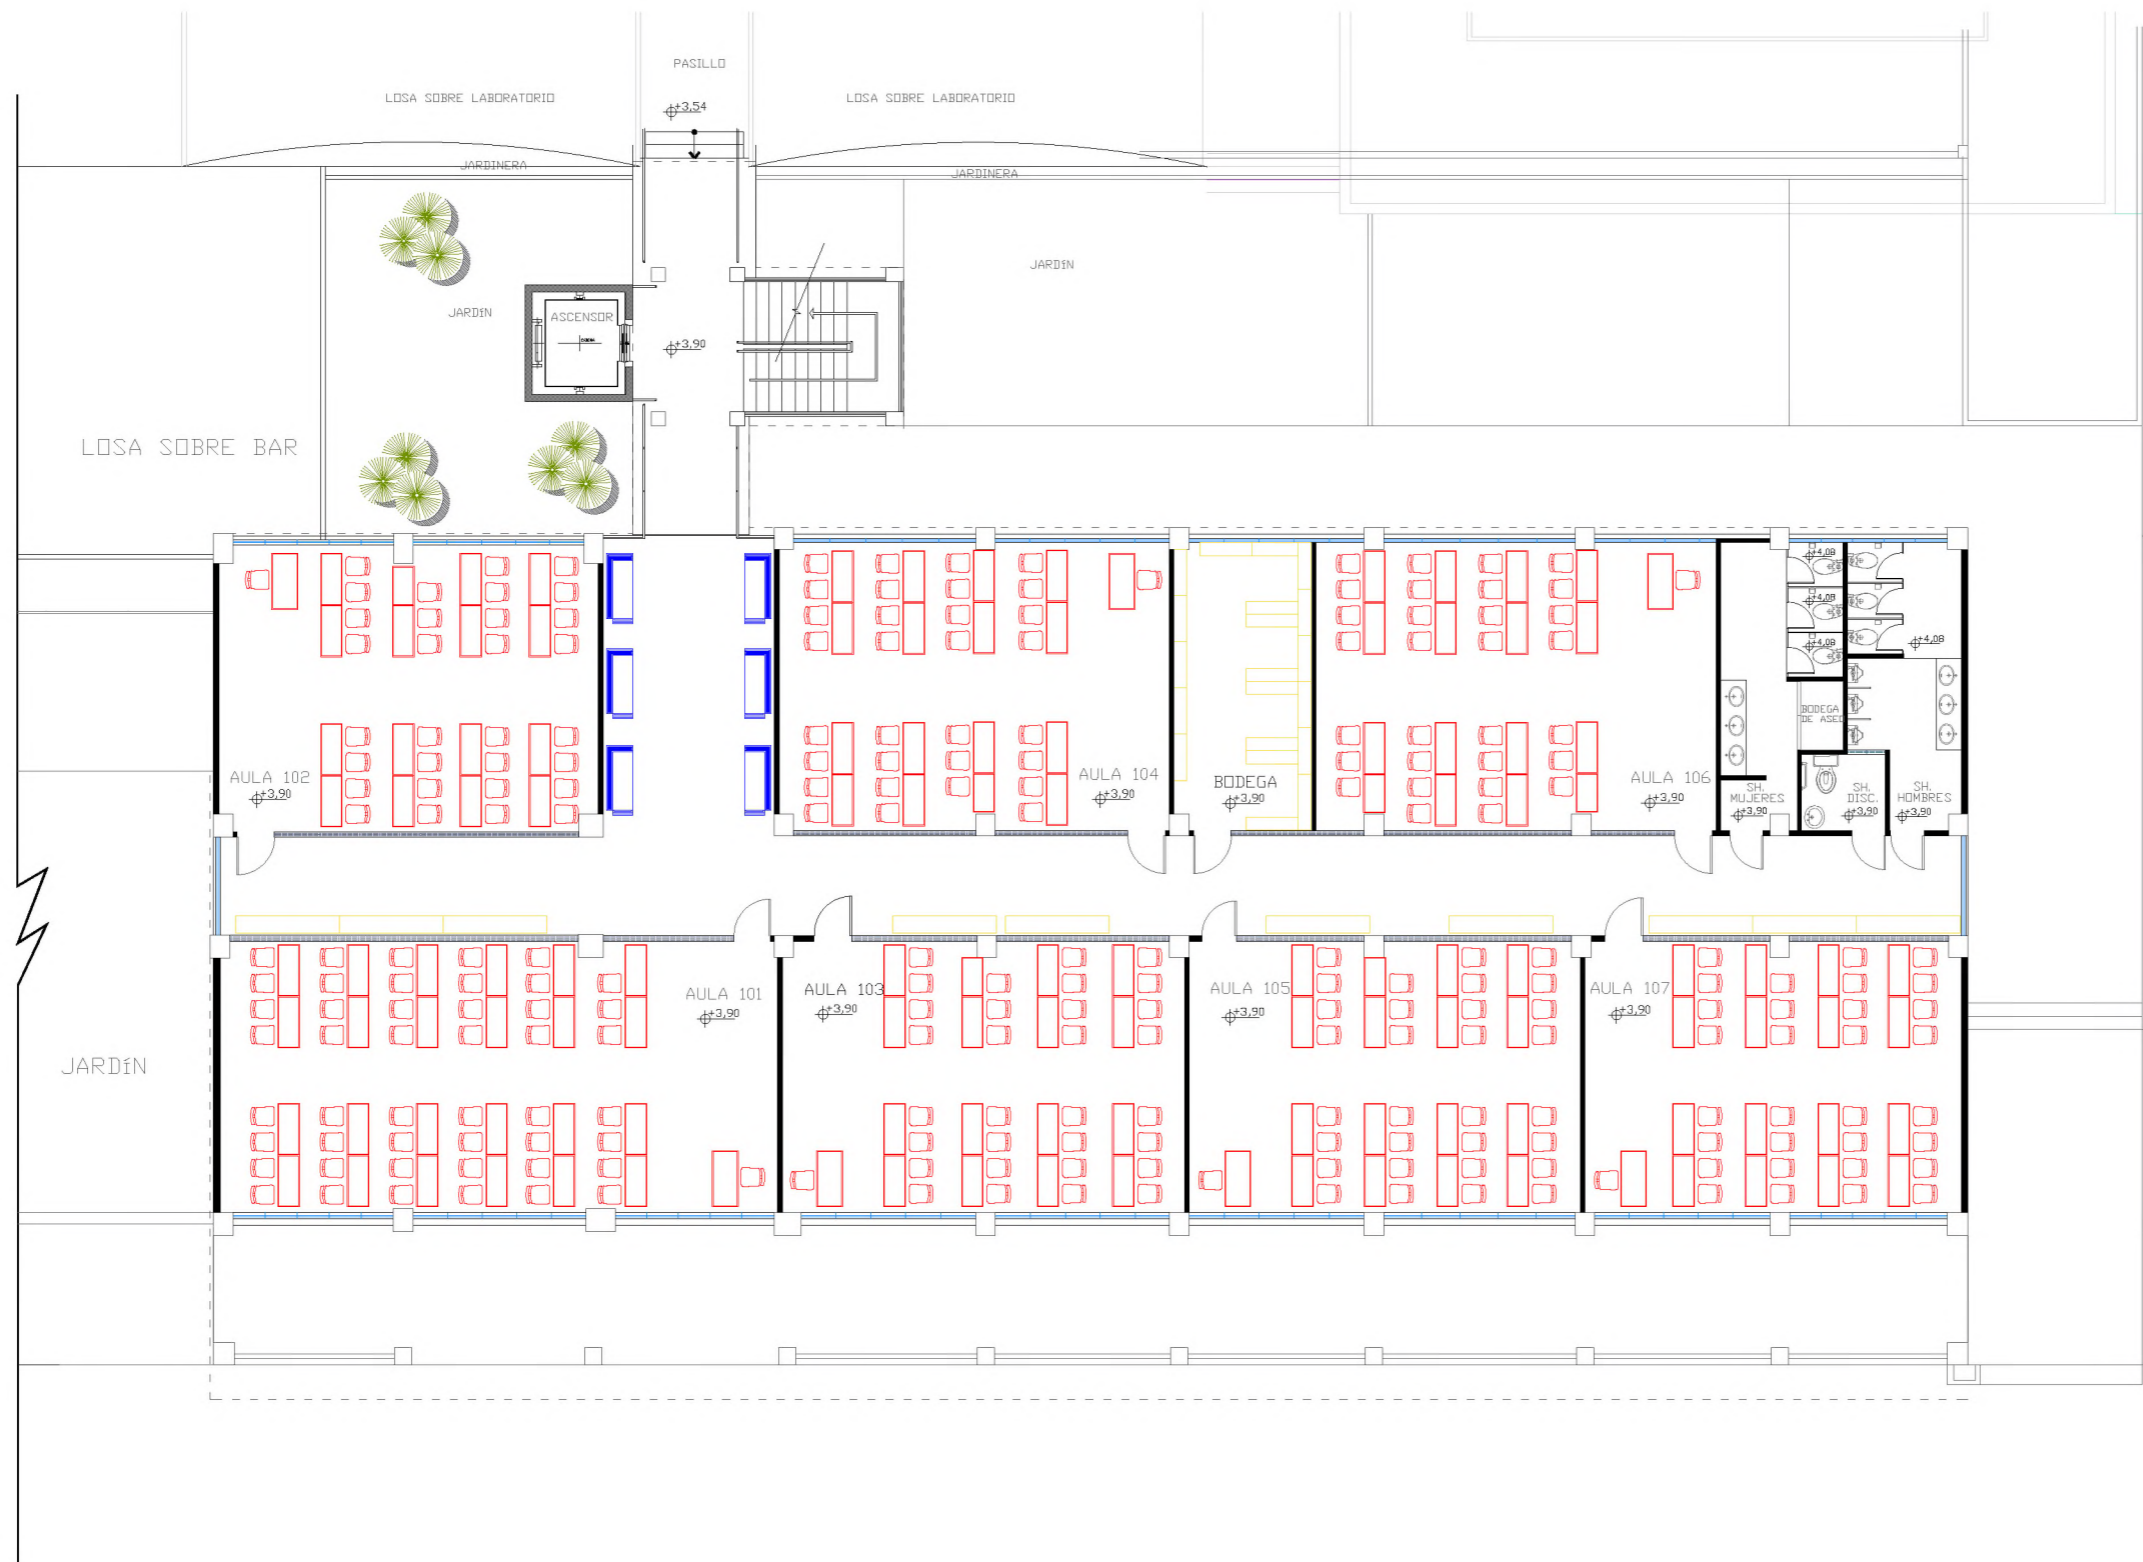 PASILLO
LOSA SOBRE LABORATORIO
LOSA SOBRE LABORATORIO
+3,54
JARDINERA
JARDINERA
JARDíN
JARDíN
ASCENSOR
+3,90
LOSA SOBRE BAR
+4,08
+4,08
+4,08
+4,08
BODEGA
DE ASEO
AULA 102
+3,90
AULA 104
+3,90
BODEGA
+3,90
AULA 106
+3,90
SH.
MUJERES
+3,90
SH.
DISC.
+3,90
SH.
HOMBRES
+3,90
AULA 101
+3,90
AULA 103
+3,90
AULA 105
+3,90
AULA 107
+3,90
JARDíN